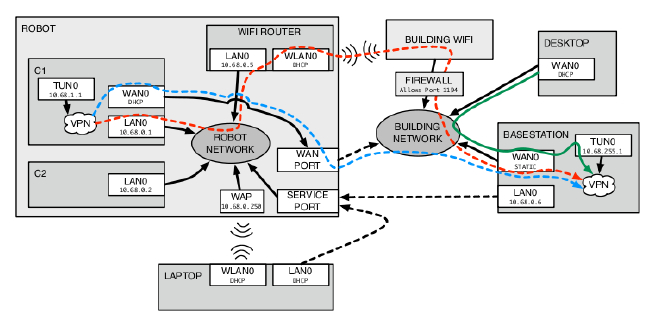 ROBOT
WIFI ROUTER
LAN0
10.68.0.5
WLAN0
DHCP
BUILDING WIFI
DESKTOP
WAN0
DHCP
C1
TUN0
10.68.1.1
VPN
WAN0
DHCP
LAN0
10.68.0.1
FIREWALL
Allows Port 1194
ROBOT
NETWORK
BUILDING
NETWORK
BASESTATION
WAN0
STATIC
TUN0
10.68.255.1
VPN
LAN0
10.68.0.6
WAN
PORT
C2
LAN0
10.68.0.2
WAP
10.68.0.250
SERVICE
PORT
LAPTOP
WLAN0
DHCP
LAN0
DHCP